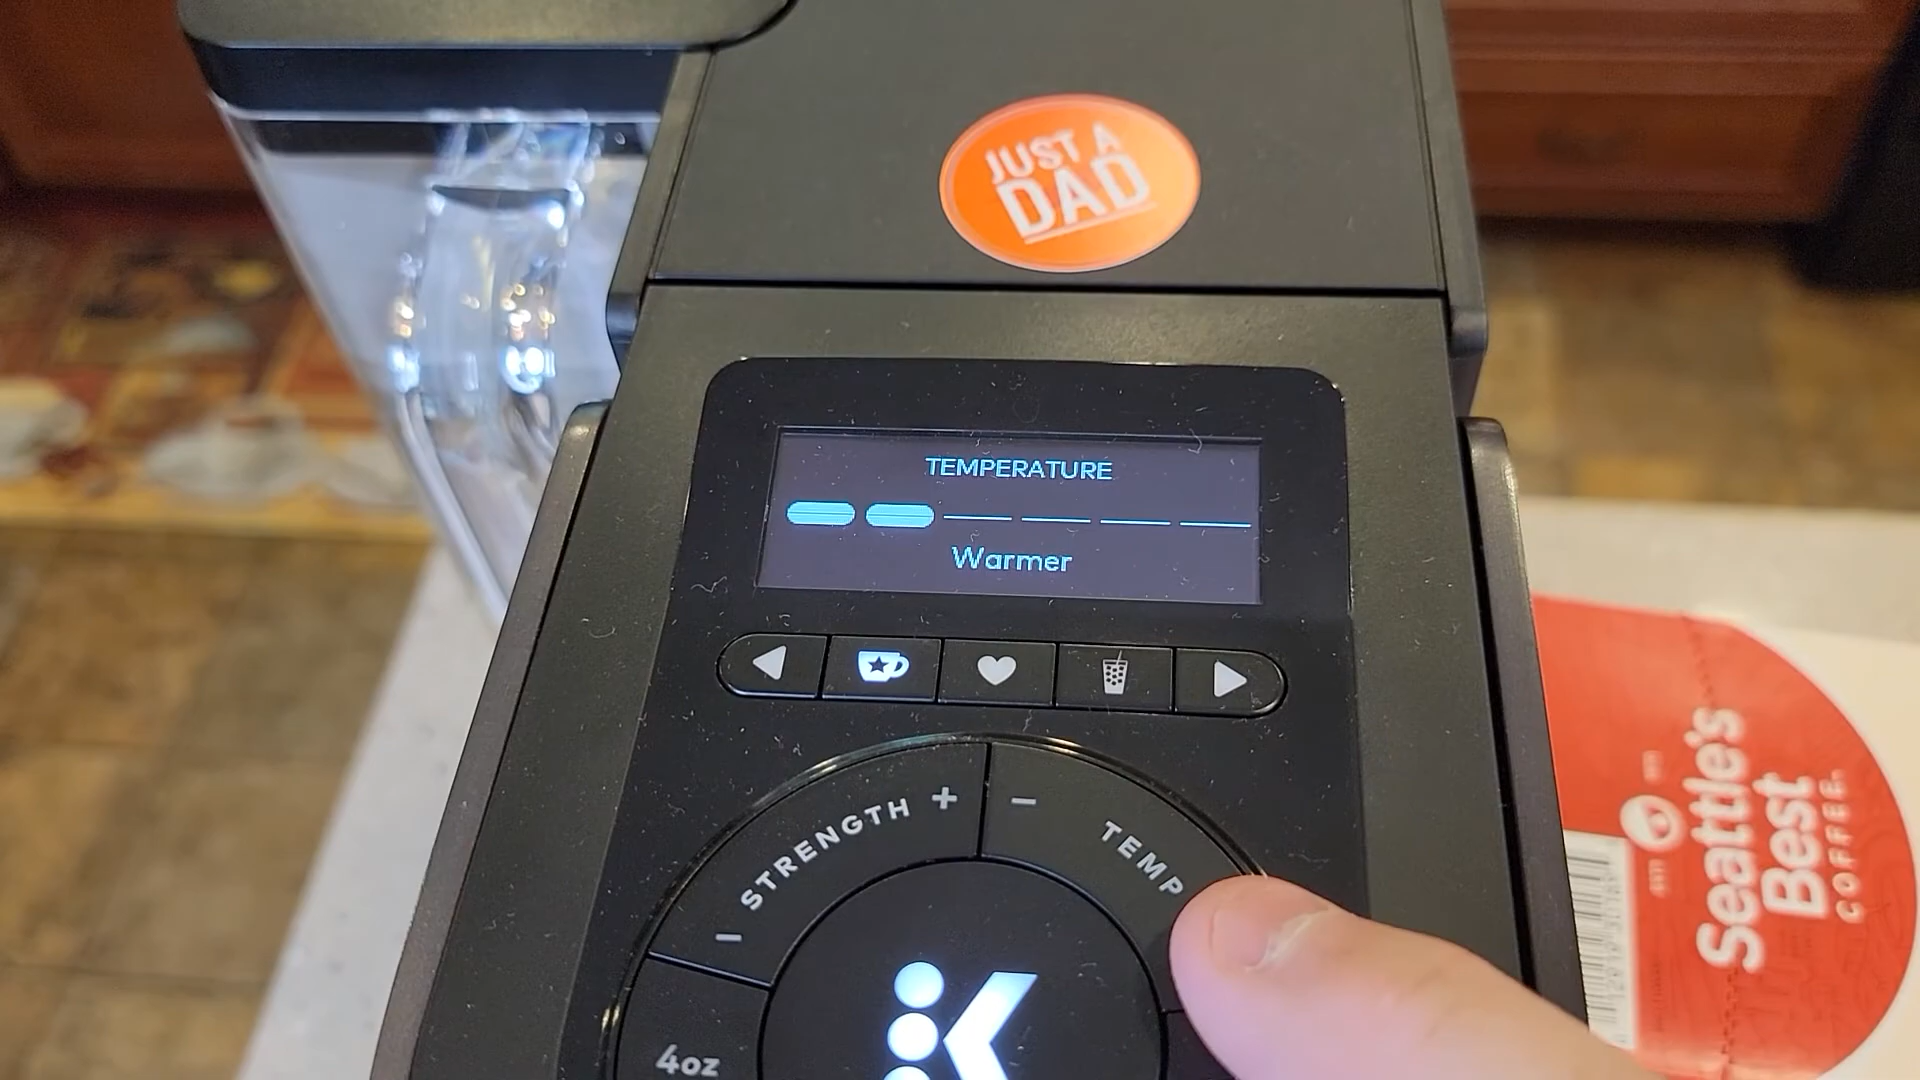 JUST A
DAD
TEMPERATURE
Warmer
STRENGTH
+
−
−
TEMP
4oz
K
Seattle's
Best
COFFEE